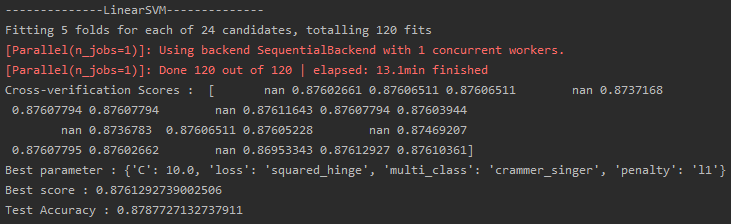 --------------LinearSVM--------------
Fitting 5 folds for each of 24 candidates, totalling 120 fits
[Parallel(n_jobs=1)]: Using backend SequentialBackend with 1 concurrent workers.
[Parallel(n_jobs=1)]: Done 120 out of 120 | elapsed: 13.1min finished
Cross-verification Scores :  [       nan 0.87602661 0.87606511 0.87606511        nan 0.8737168
 0.87607794 0.87607794        nan 0.87611643 0.87607794 0.87603944
        nan 0.8736783  0.87606511 0.87605228        nan 0.87469207
 0.87607795 0.87602662        nan 0.86953343 0.87612927 0.87610361]
Best parameter : {'C': 10.0, 'loss': 'squared_hinge', 'multi_class': 'crammer_singer', 'penalty': 'l1'}
Best score : 0.8761292739002506
Test Accuracy : 0.8787727132737911